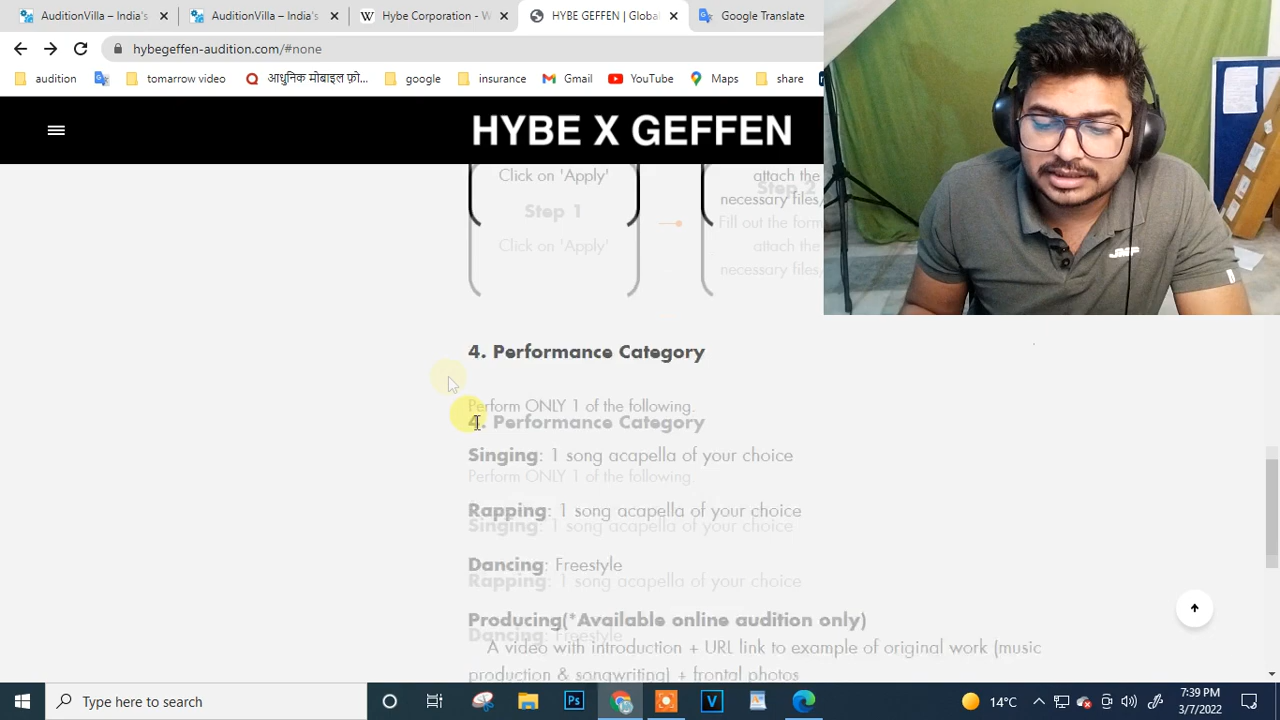 AuditionVilla – India's
AuditionVilla – India's
Hybe Corporation - W
HYBE GEFFEN | Global
Google Translate
hybegeffen-audition.com/#none
audition
tomarrow video
आधुनिक मोबाइल फ़ो...
google
insurance
Gmail
YouTube
Maps
share
HYBE X GEFFEN
Click on 'Apply'
attach the
Step 2
necessary files/
Step 1
Fill out the form
Click on 'Apply'
attach the
necessary files/
JMP
4. Performance Category
Perform ONLY 1 of the following.
4. Performance Category
Singing: 1 song acapella of your choice
Perform ONLY 1 of the following.
Rapping: 1 song acapella of your choice
Singing: 1 song acapella of your choice
Dancing: Freestyle
Rapping: 1 song acapella of your choice
Producing(*Available online audition only)
Dancing: Freestyle
A video with introduction + URL link to example of original work (music
production & songwriting) + frontal photos
Type here to search
Ps
V
14°C
7:39 PM
3/7/2022